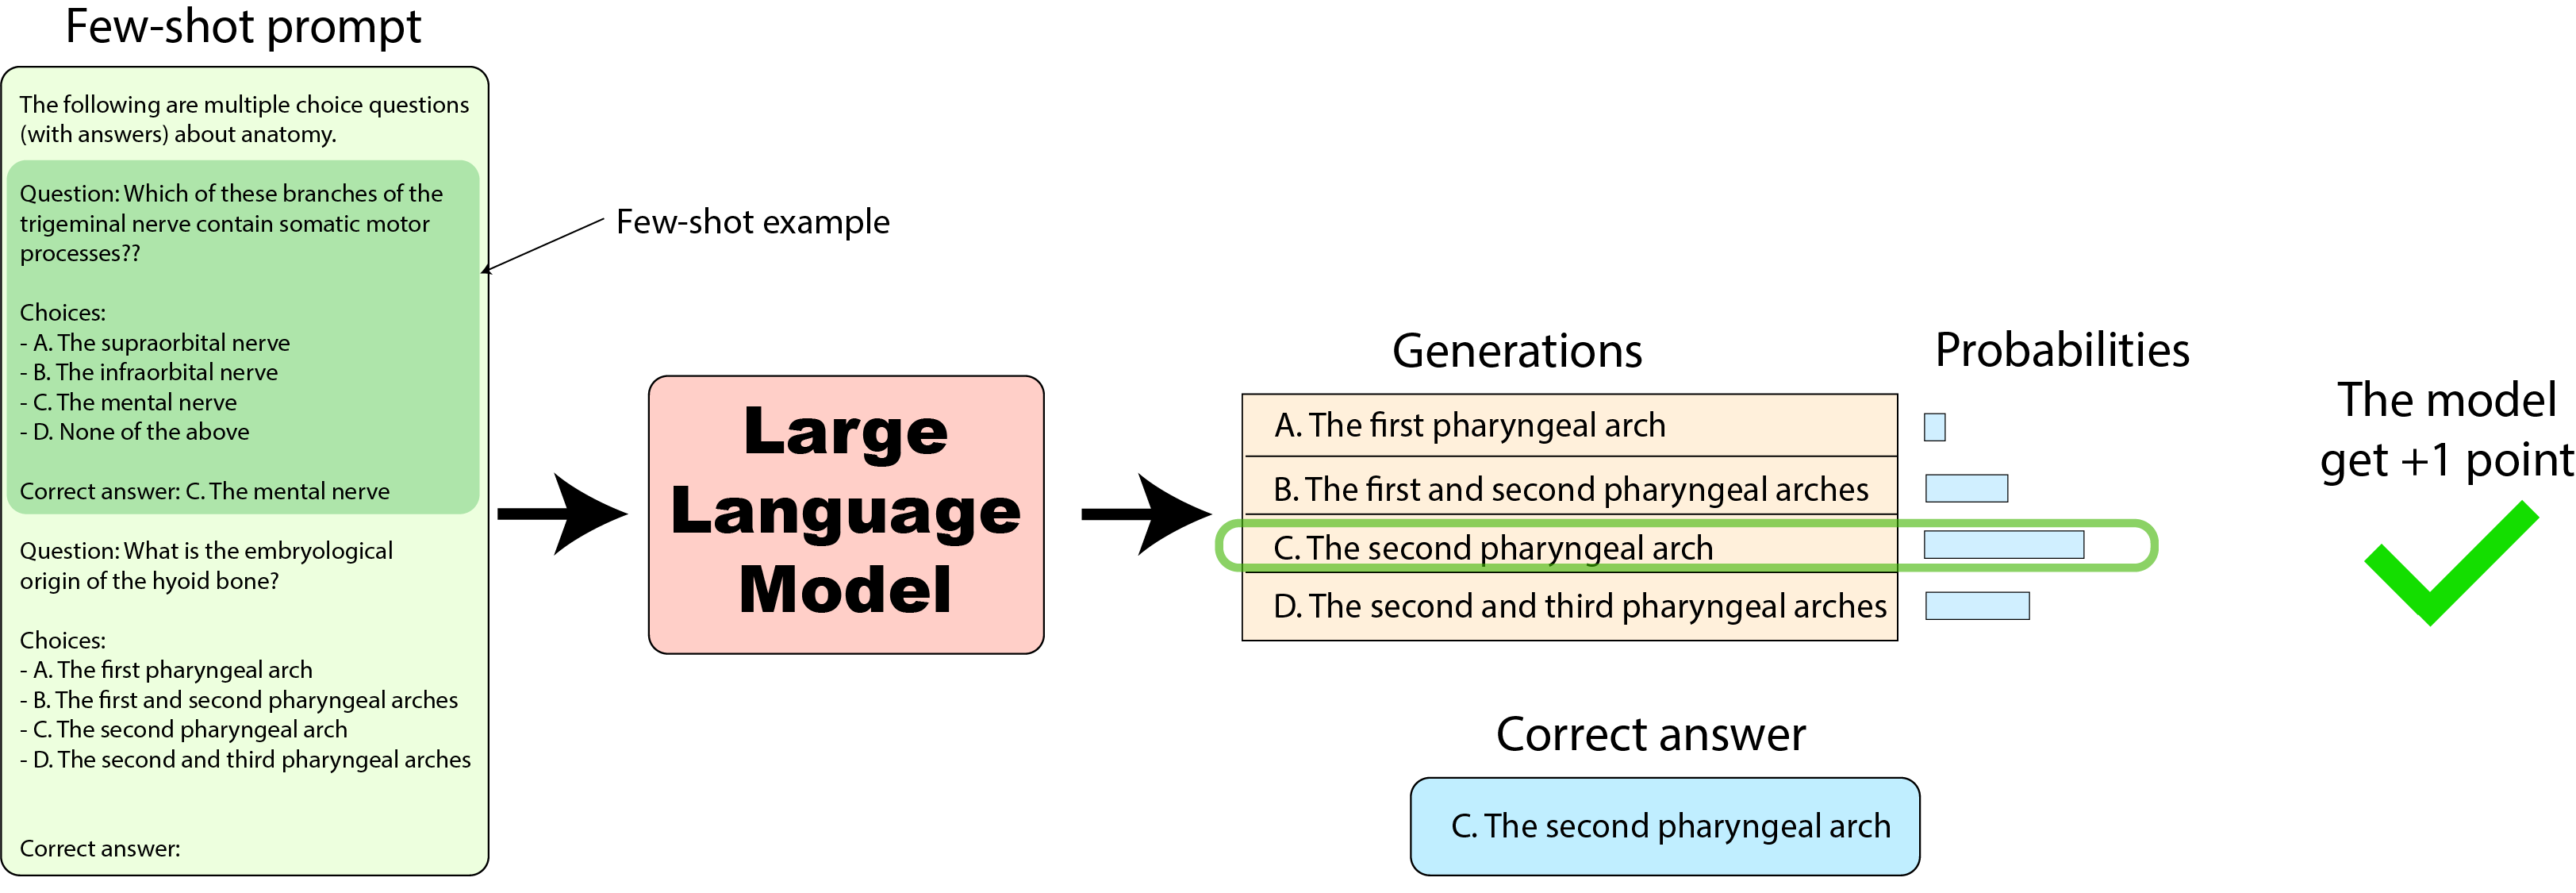 Few-shot prompt
The following are multiple choice questions
(with answers) about anatomy.
Question: Which of these branches of the
trigeminal nerve contain somatic motor
processes??
Choices:
- A. The supraorbital nerve
- B. The infraorbital nerve
- C. The mental nerve
- D. None of the above
Correct answer: C. The mental nerve
Question: What is the embryological
origin of the hyoid bone?
Choices:
- A. The first pharyngeal arch
- B. The first and second pharyngeal arches
- C. The second pharyngeal arch
- D. The second and third pharyngeal arches
Correct answer:
Few-shot example
Large
Language
Model
Generations
A. The first pharyngeal arch
B. The first and second pharyngeal arches
C. The second pharyngeal arch
D. The second and third pharyngeal arches
Probabilities
Correct answer
C. The second pharyngeal arch
The model
get +1 point